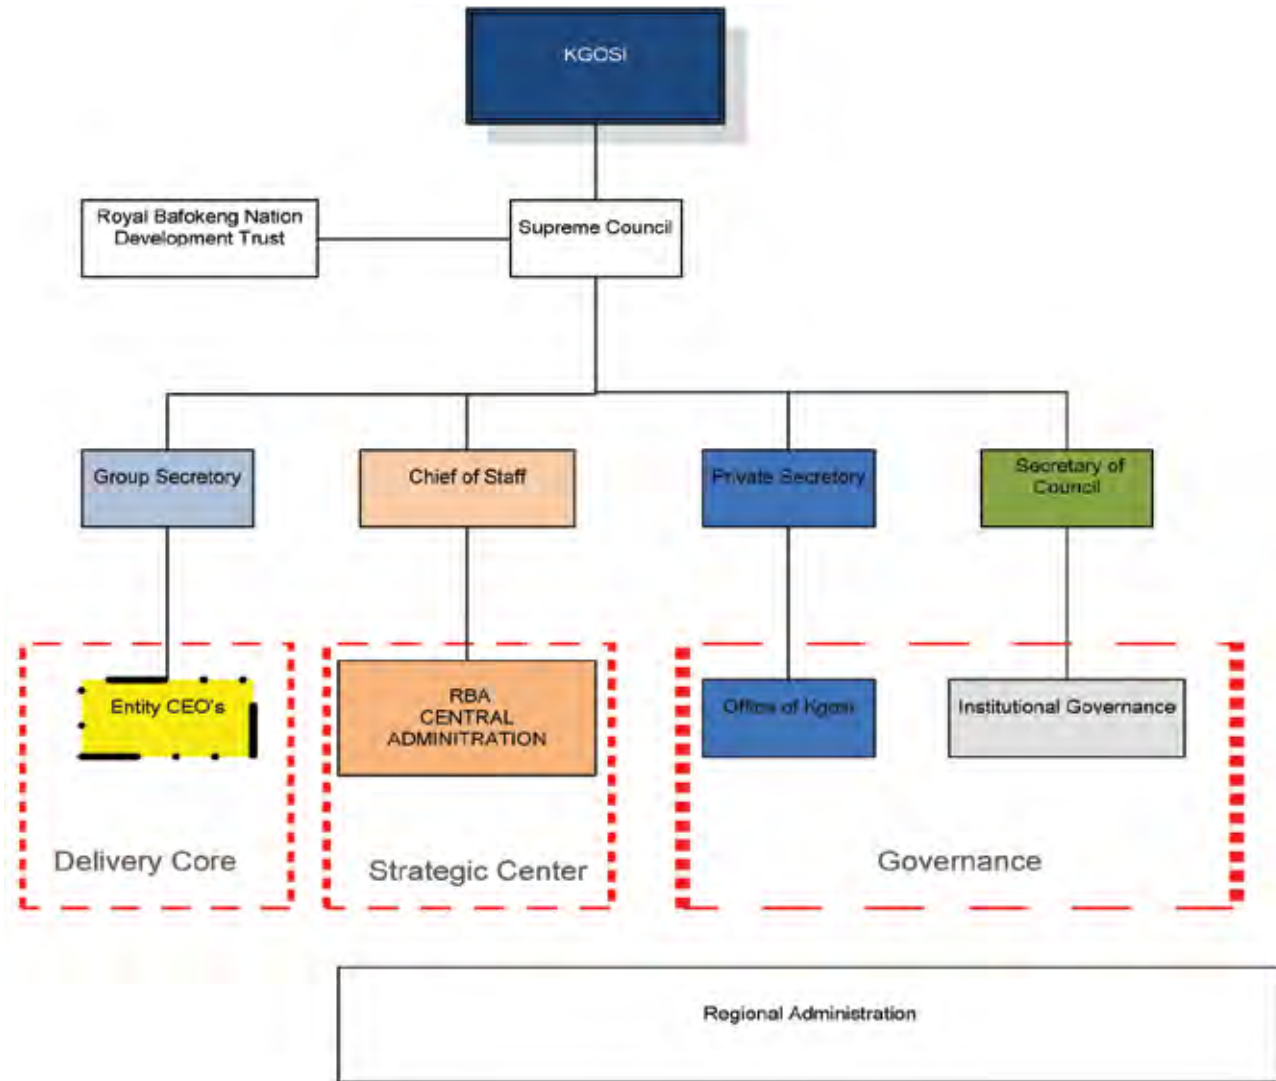 KGOSI
Royal Bafokeng Nation
Development Trust
Supreme Council
Group Secretory
Chief of Staff
Private Secretory
Secretary of
Council
Entity CEO's
RBA
CENTRAL
ADMINITRATION
Office of Kgosi
Institutional Governance
Delivery Core
Strategic Center
Governance
Regional Administration